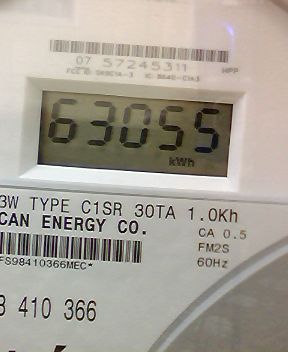 07 57245311
HPP
63055
kWh
3W TYPE C1SR 30TA 1.0Kh
CAN ENERGY CO.
CA 0.5
FM2S
60Hz
FS98410366MEC*
410 366